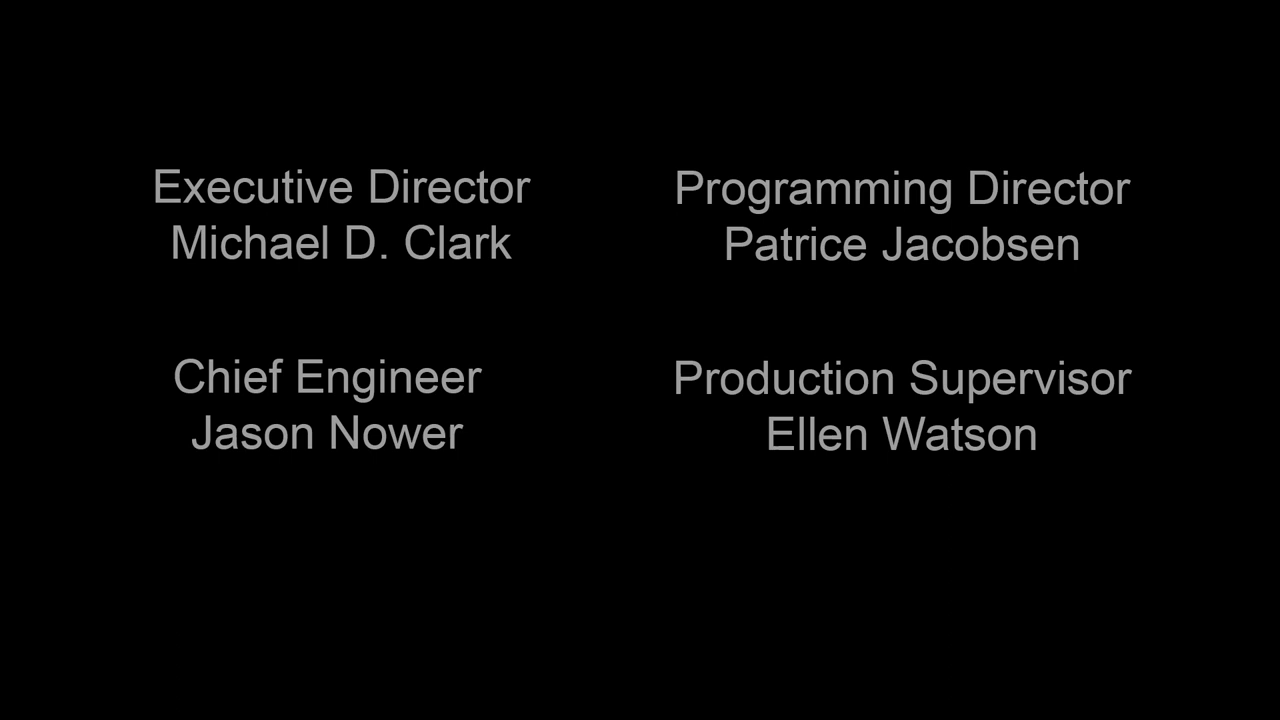 Executive Director
Michael D. Clark
Programming Director
Patrice Jacobsen
Chief Engineer
Jason Nower
Production Supervisor
Ellen Watson